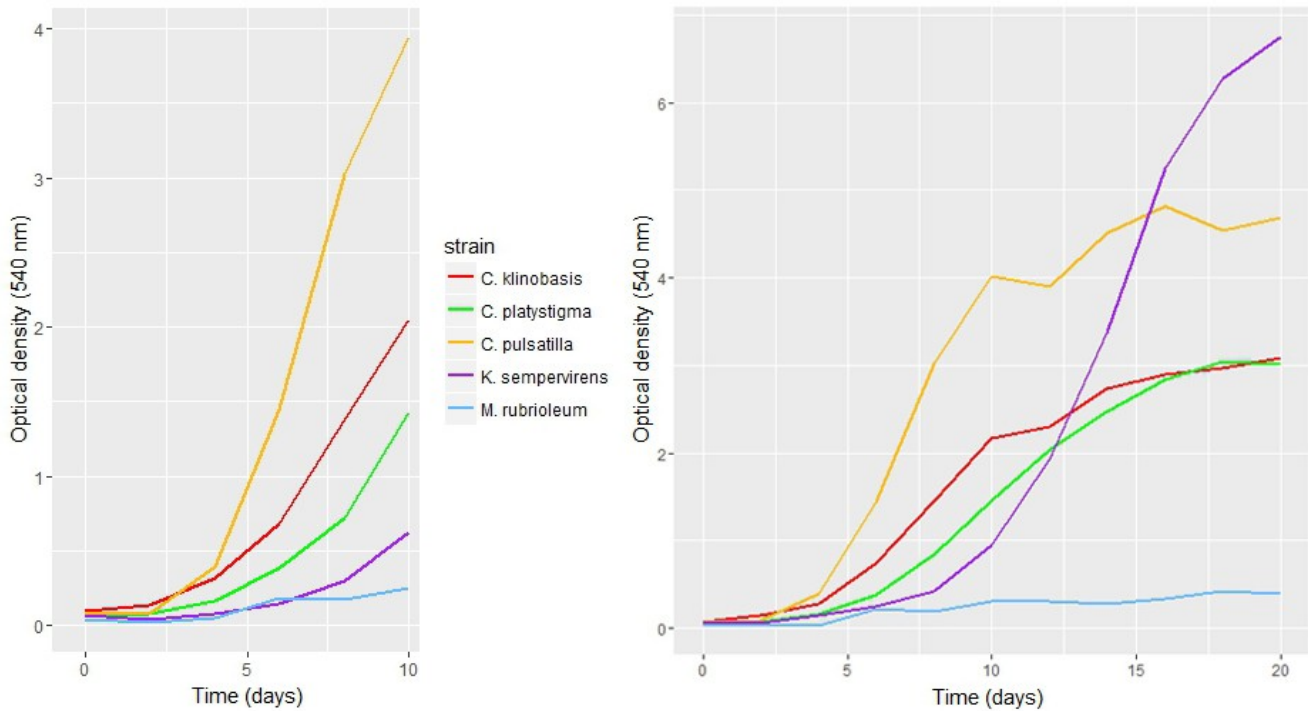 4
3
2
1
0
Optical density (540 nm)
0
5
10
Time (days)
strain
C. klinobasis
C. platystigma
C. pulsatilla
K. sempervirens
M. rubrioleum
6
4
2
0
Optical density (540 nm)
0
5
10
15
20
Time (days)